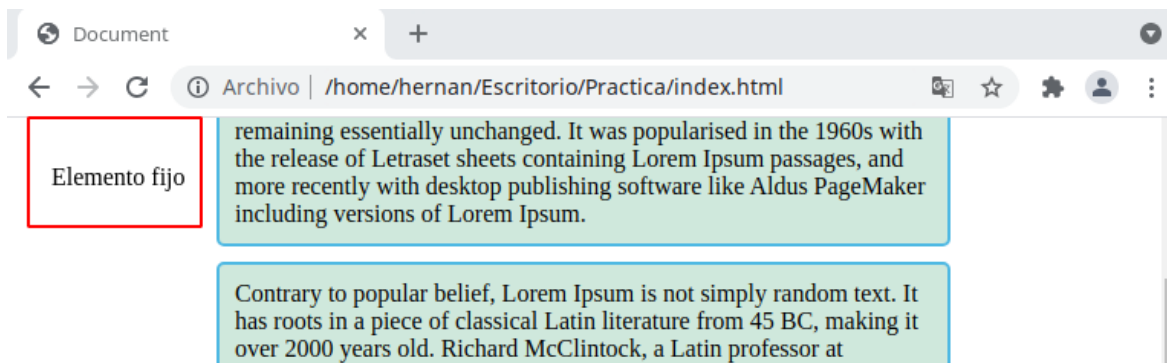 Document
Archivo | /home/hernan/Escritorio/Practica/index.html
Elemento fijo
remaining essentially unchanged. It was popularised in the 1960s with
the release of Letraset sheets containing Lorem Ipsum passages, and
more recently with desktop publishing software like Aldus PageMaker
including versions of Lorem Ipsum.
Contrary to popular belief, Lorem Ipsum is not simply random text. It
has roots in a piece of classical Latin literature from 45 BC, making it
over 2000 years old. Richard McClintock, a Latin professor at